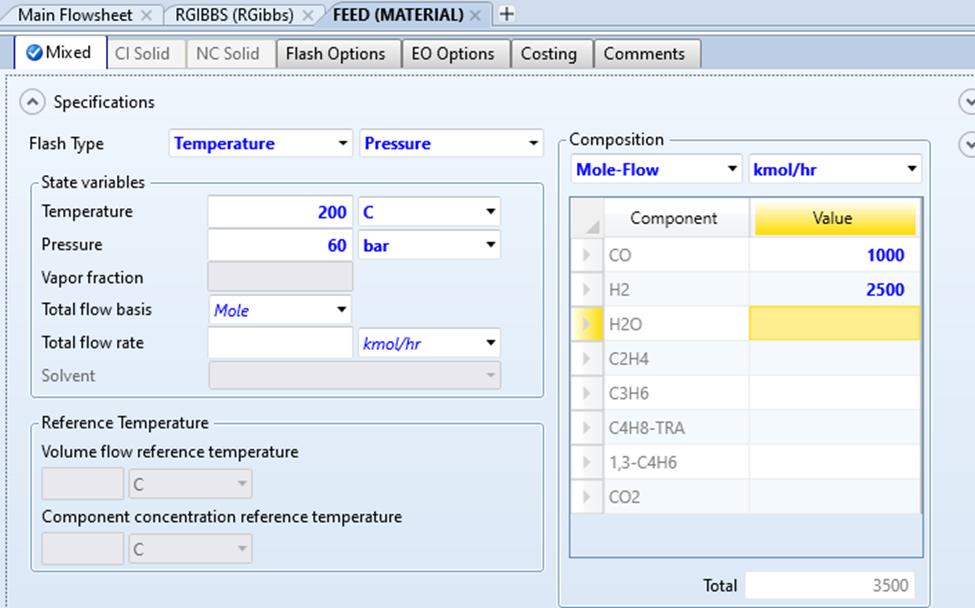 Main Flowsheet RGIBBS (RGibbs) FEED (MATERIAL)
Mixed CI Solid NC Solid Flash Options EO Options Costing Comments
Specifications
Flash Type Temperature Pressure
State variables
Temperature 200 C
Pressure 60 bar
Vapor fraction
Total flow basis Mole
Total flow rate kmol/hr
Solvent
Reference Temperature
Volume flow reference temperature
C
Component concentration reference temperature
C
Composition
Mole-Flow kmol/hr
Component Value
CO 1000
H2 2500
H2O
C2H4
C3H6
C4H8-TRA
1,3-C4H6
CO2
Total 3500